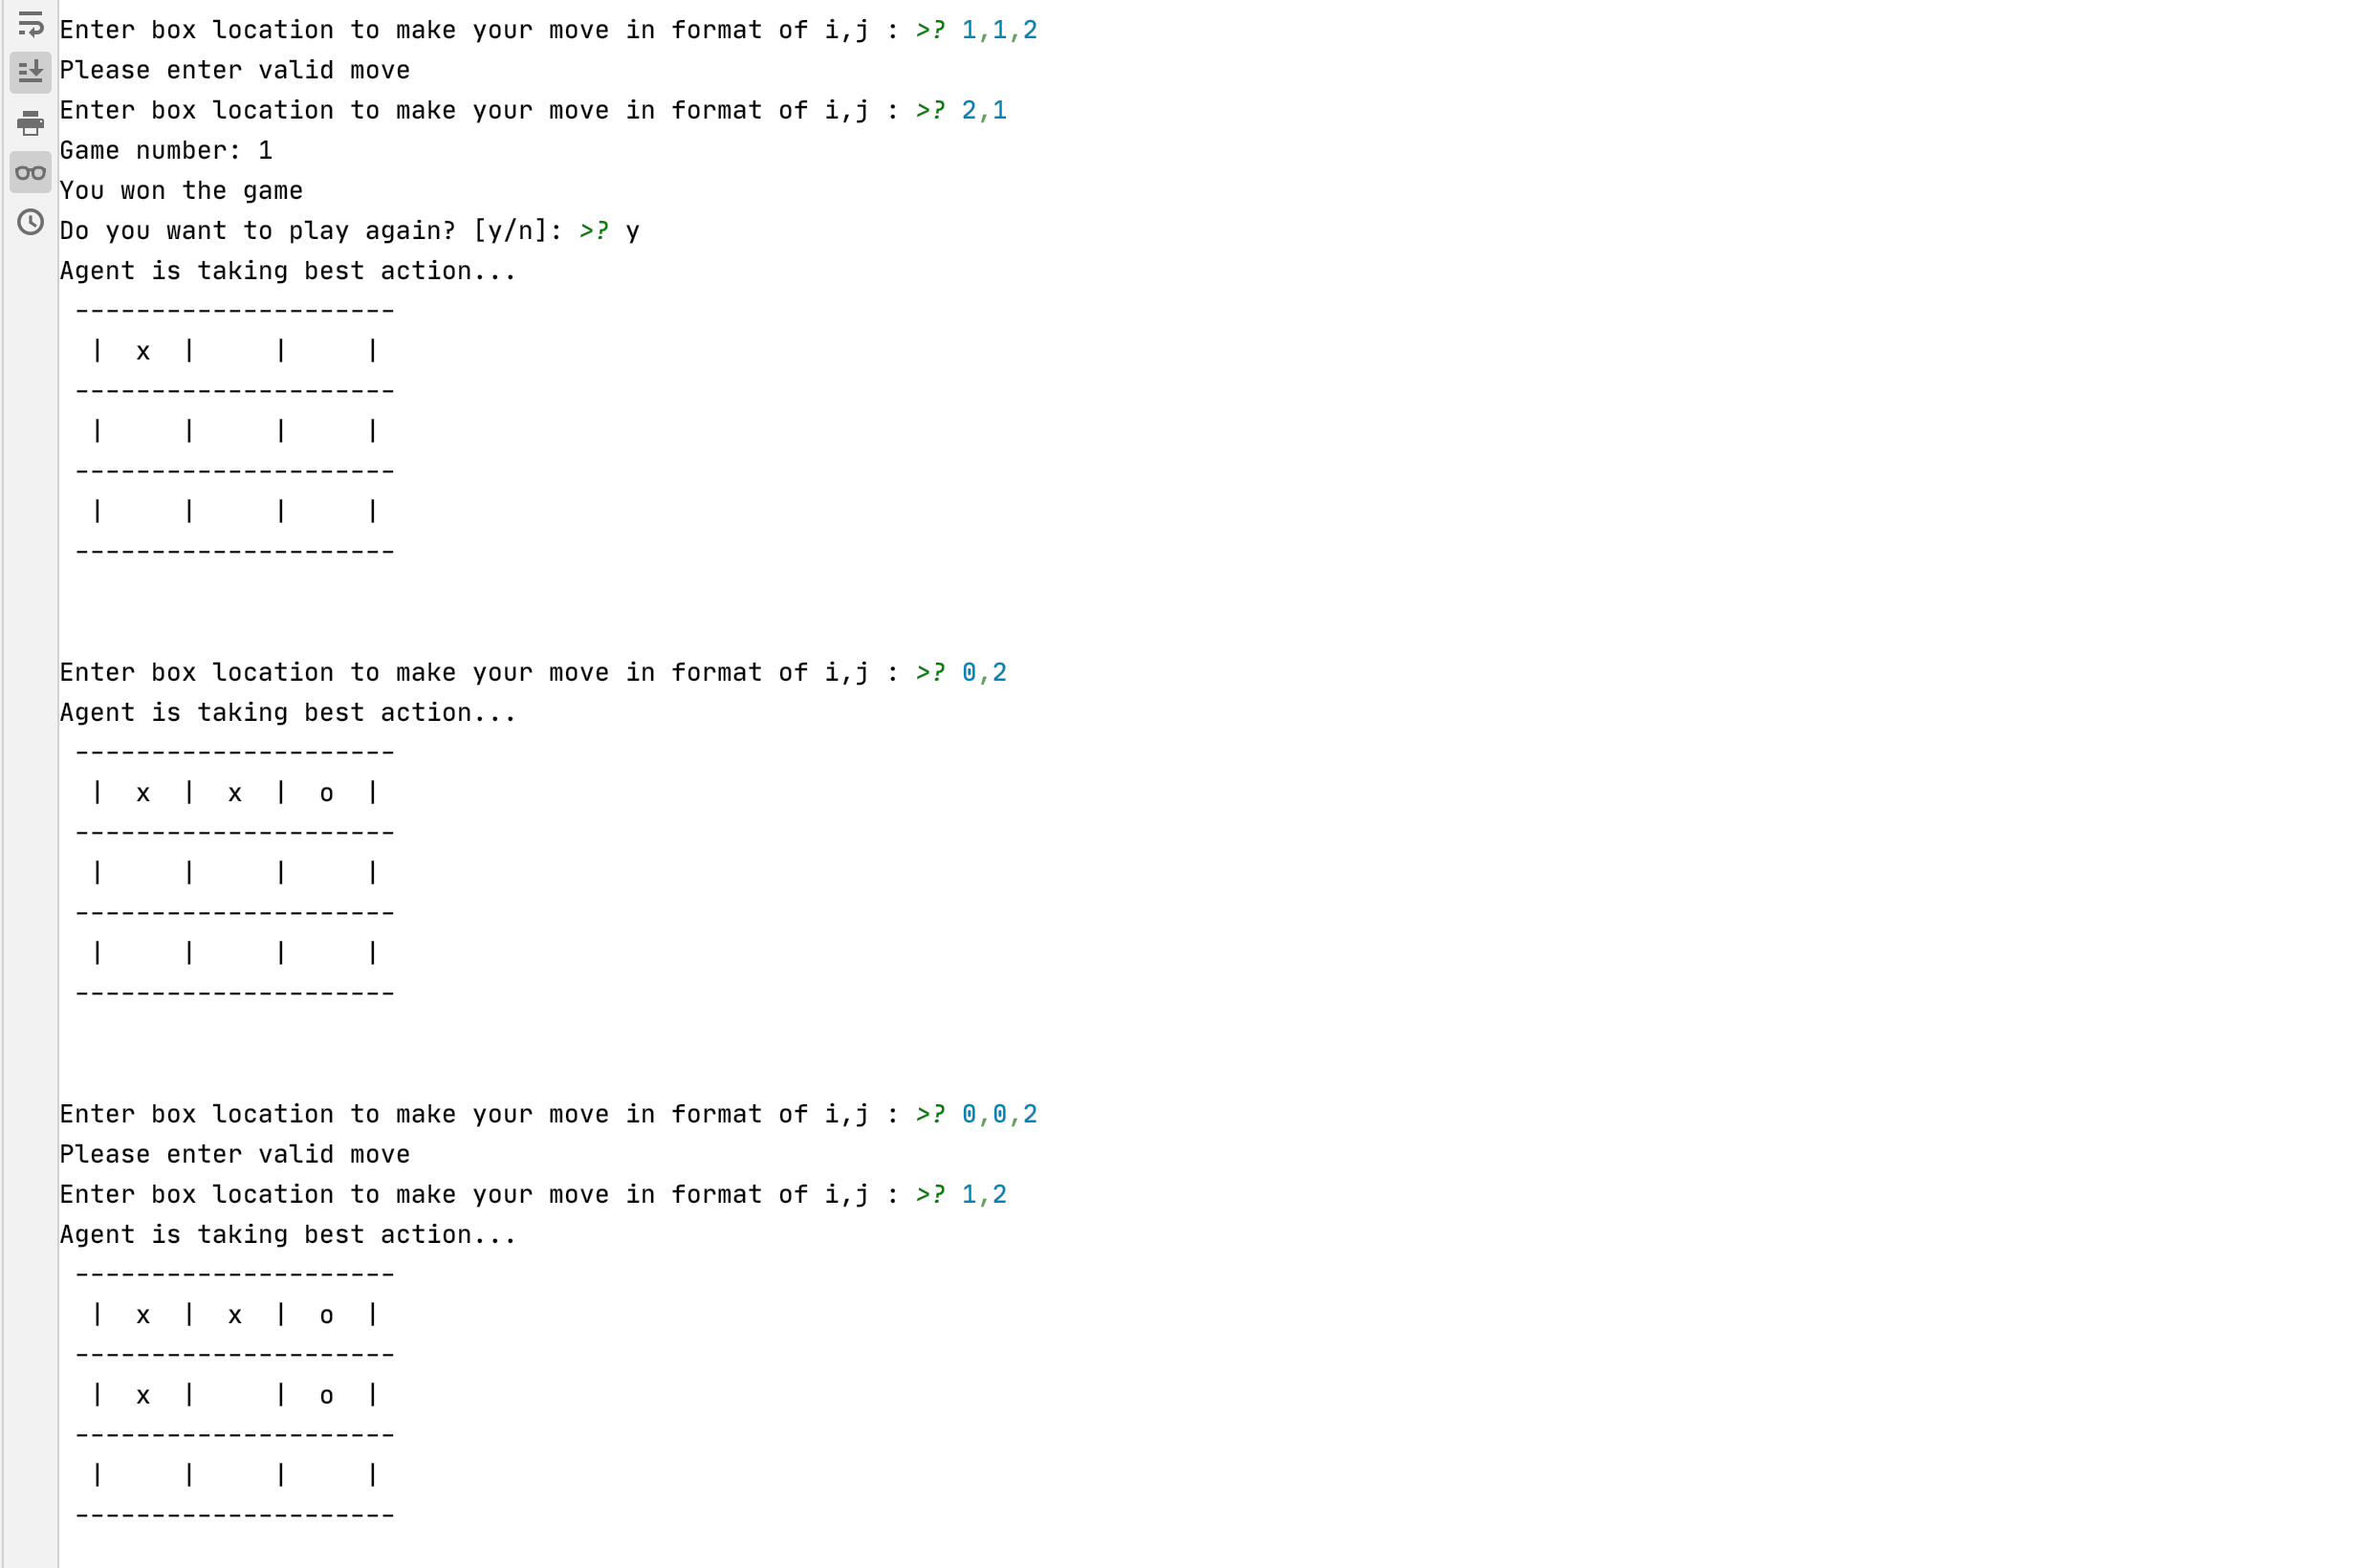 Enter box location to make your move in format of i,j : >? 1,1,2
Please enter valid move
Enter box location to make your move in format of i,j : >? 2,1
Game number: 1
You won the game
Do you want to play again? [y/n]: >? y
Agent is taking best action...
---------------------
|  x  |     |     |
---------------------
|     |     |     |
---------------------
|     |     |     |
---------------------
Enter box location to make your move in format of i,j : >? 0,2
Agent is taking best action...
---------------------
|  x  |  x  |  o  |
---------------------
|     |     |     |
---------------------
|     |     |     |
---------------------
Enter box location to make your move in format of i,j : >? 0,0,2
Please enter valid move
Enter box location to make your move in format of i,j : >? 1,2
Agent is taking best action...
---------------------
|  x  |  x  |  o  |
---------------------
|  x  |     |  o  |
---------------------
|     |     |     |
---------------------